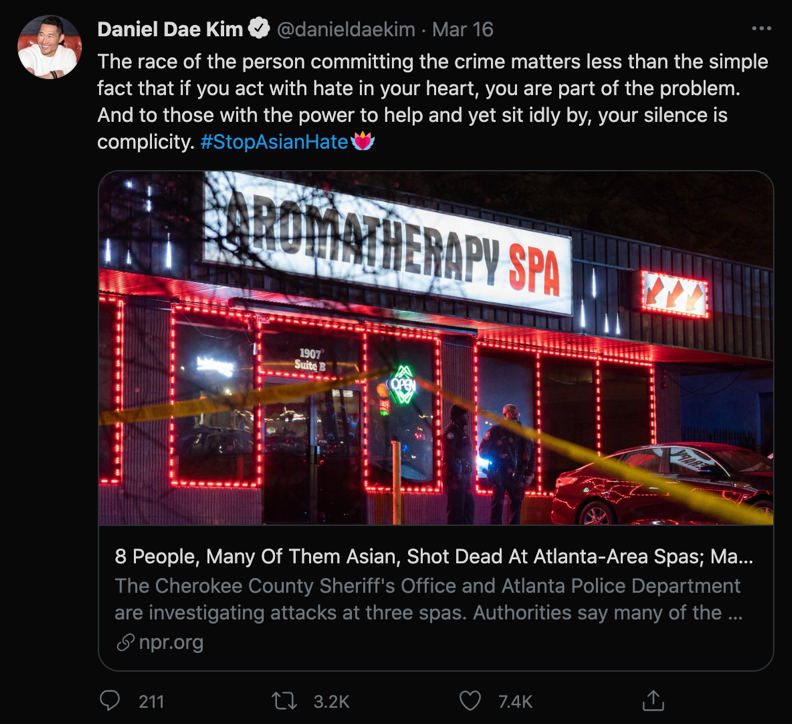 Daniel Dae Kim @danieldaekim · Mar 16
The race of the person committing the crime matters less than the simple
fact that if you act with hate in your heart, you are part of the problem.
And to those with the power to help and yet sit idly by, your silence is
complicity. #StopAsianHate
AROMATHERAPY SPA
1907
Suite B
OPEN
8 People, Many Of Them Asian, Shot Dead At Atlanta-Area Spas; Ma...
The Cherokee County Sheriff's Office and Atlanta Police Department
are investigating attacks at three spas. Authorities say many of the ...
npr.org
211 3.2K 7.4K